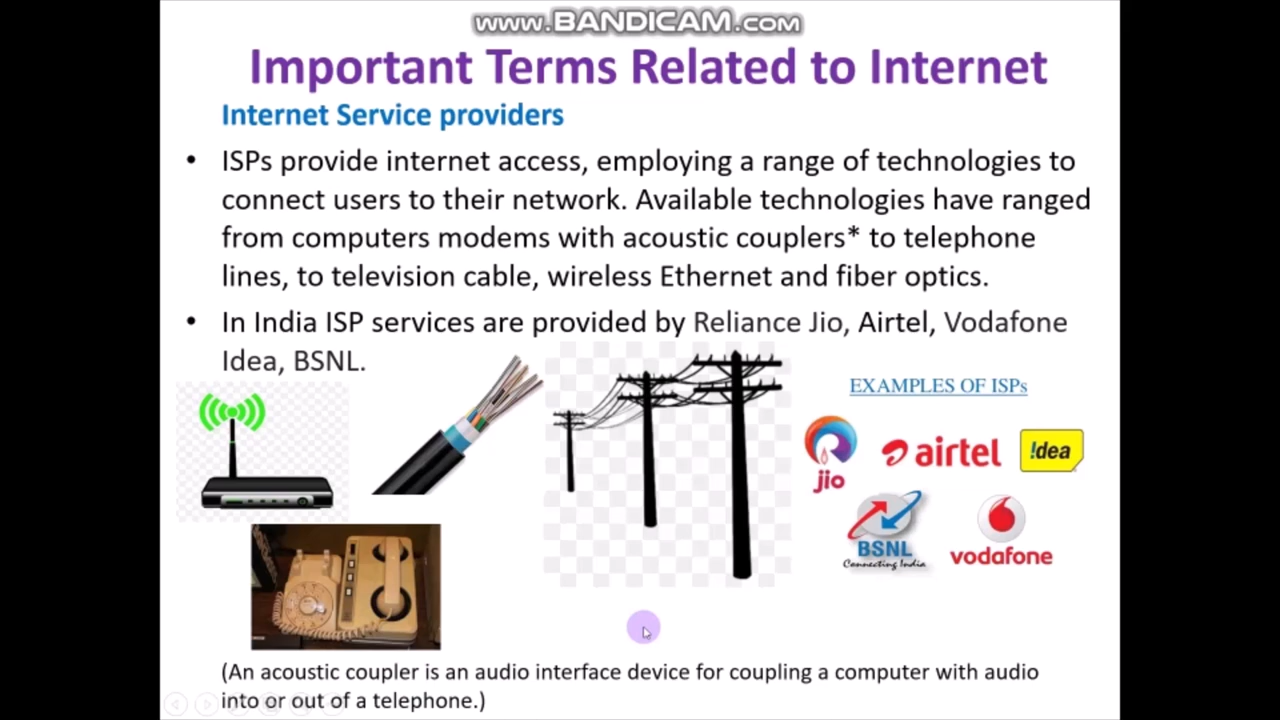 www.BANDICAM.com
Important Terms Related to Internet
Internet Service providers
• ISPs provide internet access, employing a range of technologies to
connect users to their network. Available technologies have ranged
from computers modems with acoustic couplers* to telephone
lines, to television cable, wireless Ethernet and fiber optics.
• In India ISP services are provided by Reliance Jio, Airtel, Vodafone
Idea, BSNL.
EXAMPLES OF ISPs
jio
airtel
!dea
BSNL
Connecting India
vodafone
(An acoustic coupler is an audio interface device for coupling a computer with audio
into or out of a telephone.)